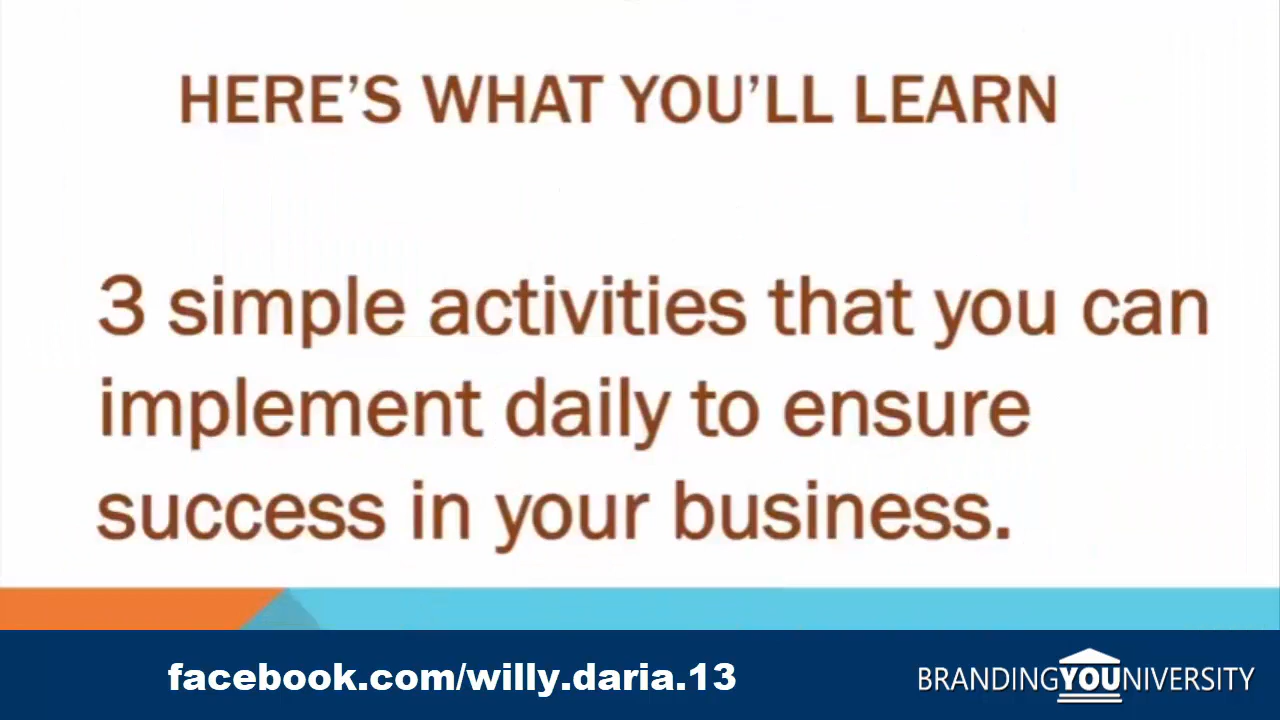 HERE'S WHAT YOU'LL LEARN
3 simple activities that you can
implement daily to ensure
success in your business.
facebook.com/willy.daria.13
BRANDINGYOUNIVERSITY